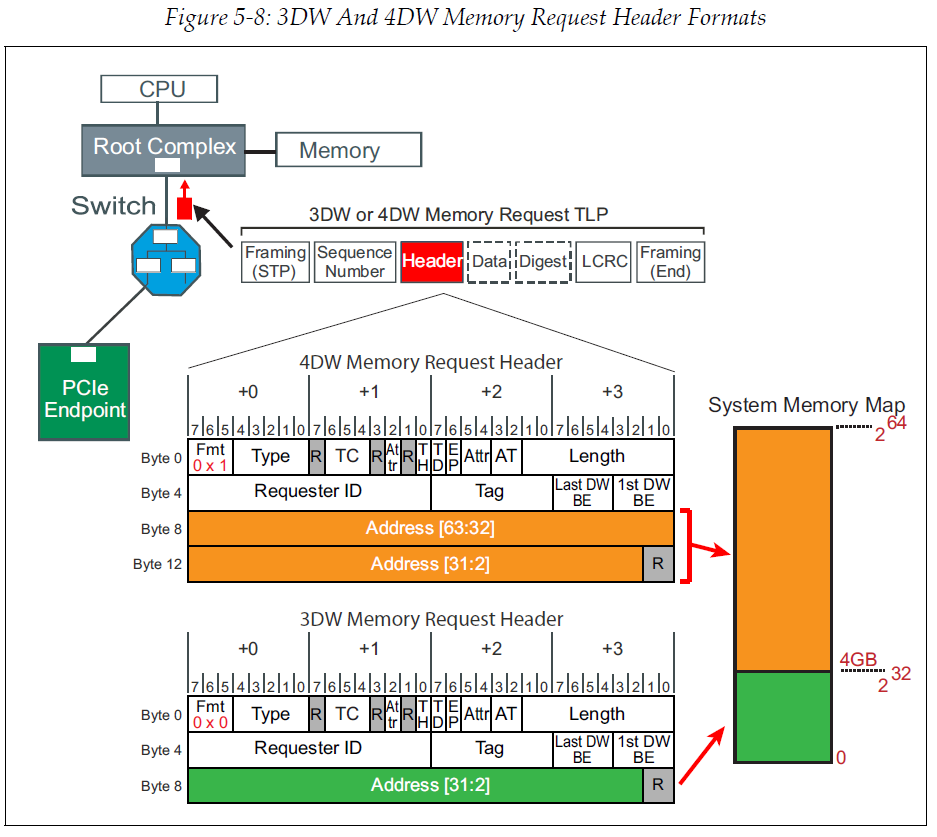 Figure 5-8: 3DW And 4DW Memory Request Header Formats
CPU
Root Complex
Memory
Switch
3DW or 4DW Memory Request TLP
Framing (STP)
Sequence Number
Header
Data
Digest
LCRC
Framing (End)
PCIe Endpoint
4DW Memory Request Header
+0 +1 +2 +3
7 6 5 4 3 2 1 0 7 6 5 4 3 2 1 0 7 6 5 4 3 2 1 0 7 6 5 4 3 2 1 0
Byte 0 Fmt 0 x 1 Type R TC R Attr R TH TD EP Attr AT Length
Byte 4 Requester ID Tag Last DW BE 1st DW BE
Byte 8 Address [63:32]
Byte 12 Address [31:2] R
3DW Memory Request Header
+0 +1 +2 +3
7 6 5 4 3 2 1 0 7 6 5 4 3 2 1 0 7 6 5 4 3 2 1 0 7 6 5 4 3 2 1 0
Byte 0 Fmt 0 x 0 Type R TC R Attr R TH TD EP Attr AT Length
Byte 4 Requester ID Tag Last DW BE 1st DW BE
Byte 8 Address [31:2] R
System Memory Map
2 64
4GB
2 32
0